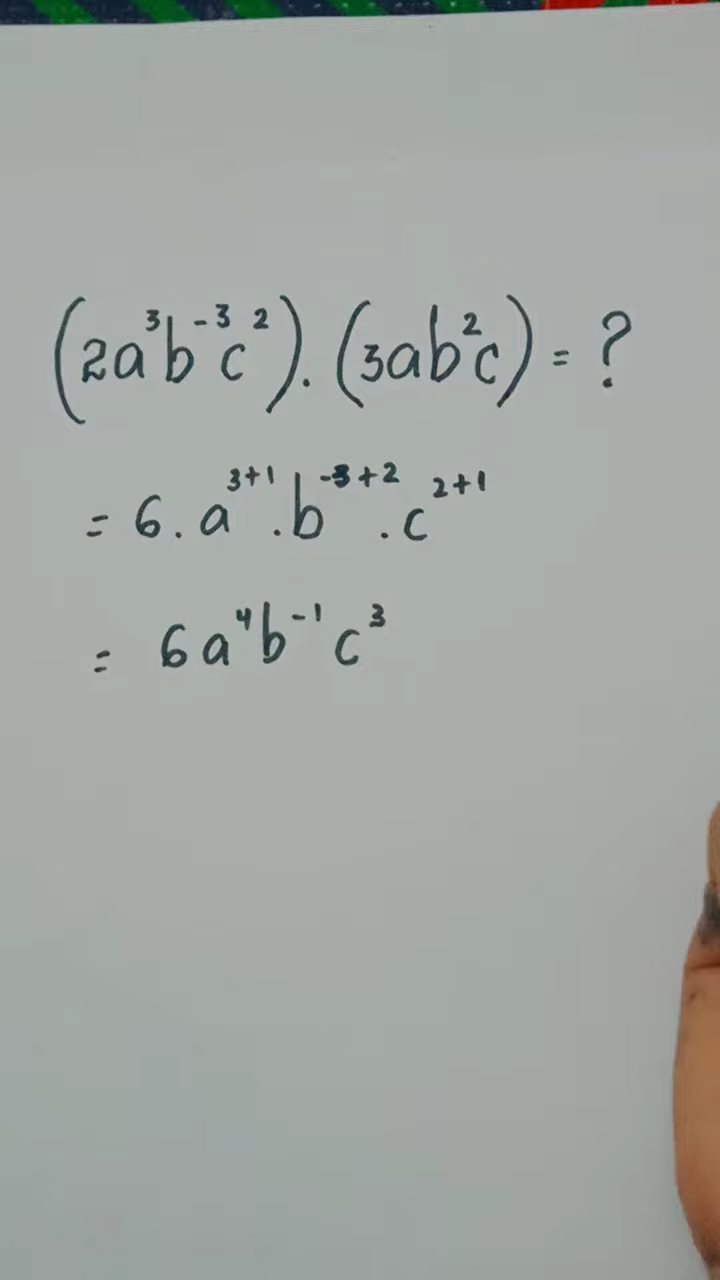 (2a³b⁻³c²).(3ab²c) = ?
= 6.a³⁺¹.b⁻³⁺².c²⁺¹
= 6a⁴b⁻¹c³